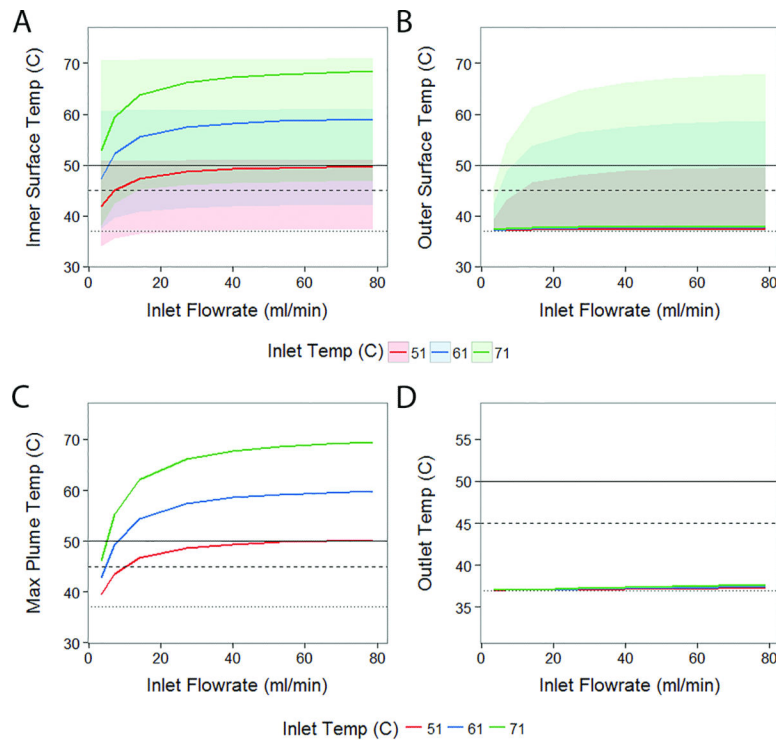 A
B
Inner Surface Temp (C)
70
60
50
40
30
0 20 40 60 80
Inlet Flowrate (ml/min)
Outer Surface Temp (C)
70
60
50
40
30
0 20 40 60 80
Inlet Flowrate (ml/min)
Inlet Temp (C) 51 61 71
C
D
Max Plume Temp (C)
70
60
50
40
30
0 20 40 60 80
Inlet Flowrate (ml/min)
Outlet Temp (C)
55
50
45
40
35
0 20 40 60 80
Inlet Flowrate (ml/min)
Inlet Temp (C) 51 61 71